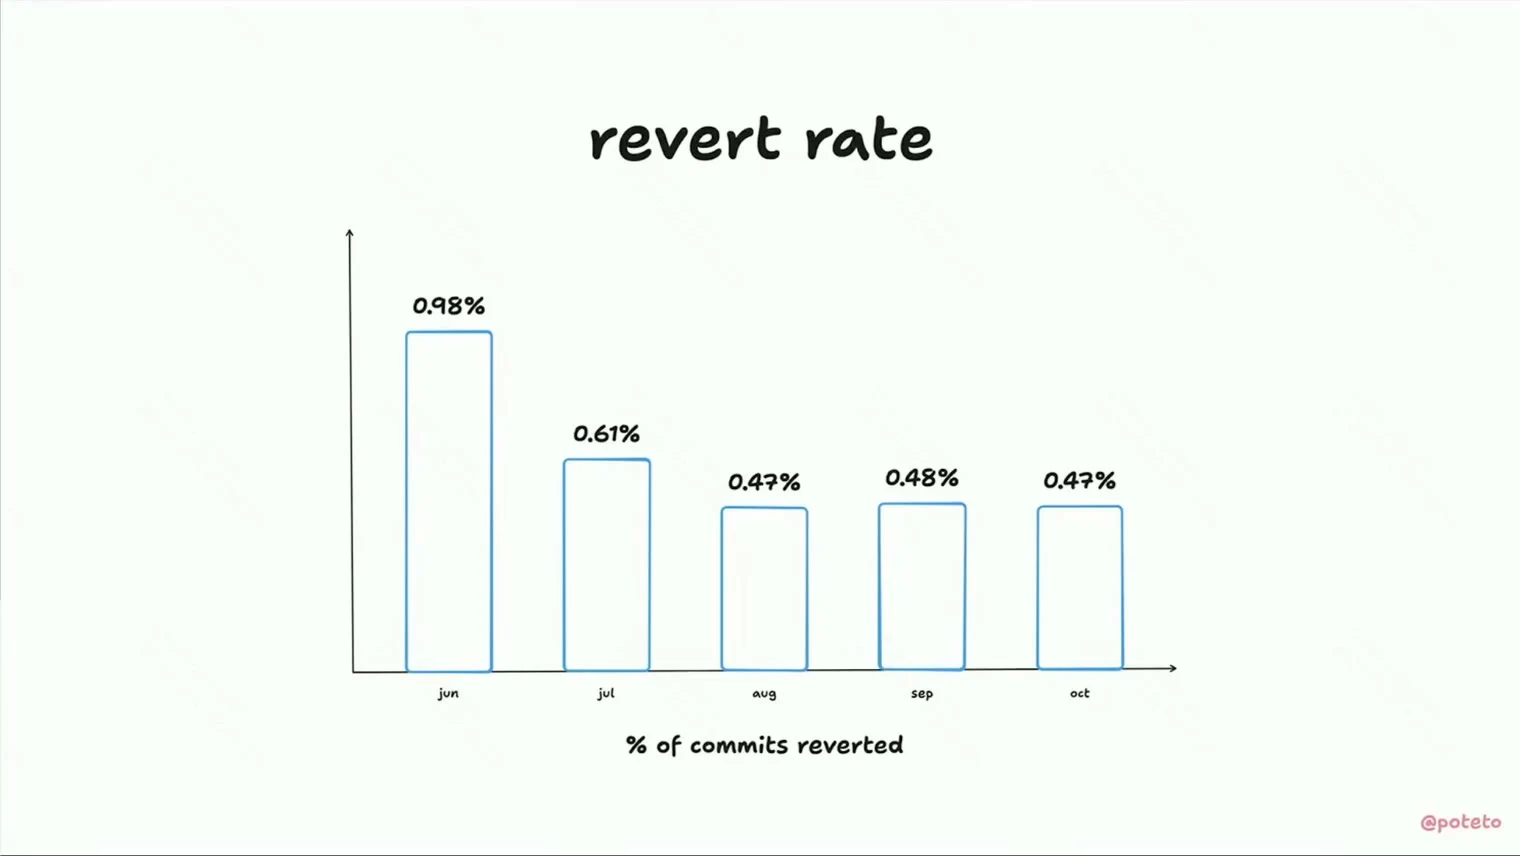 revert rate
0.98%
0.61%
0.47%
0.48%
0.47%
jun
jul
aug
sep
oct
% of commits reverted
@poteto